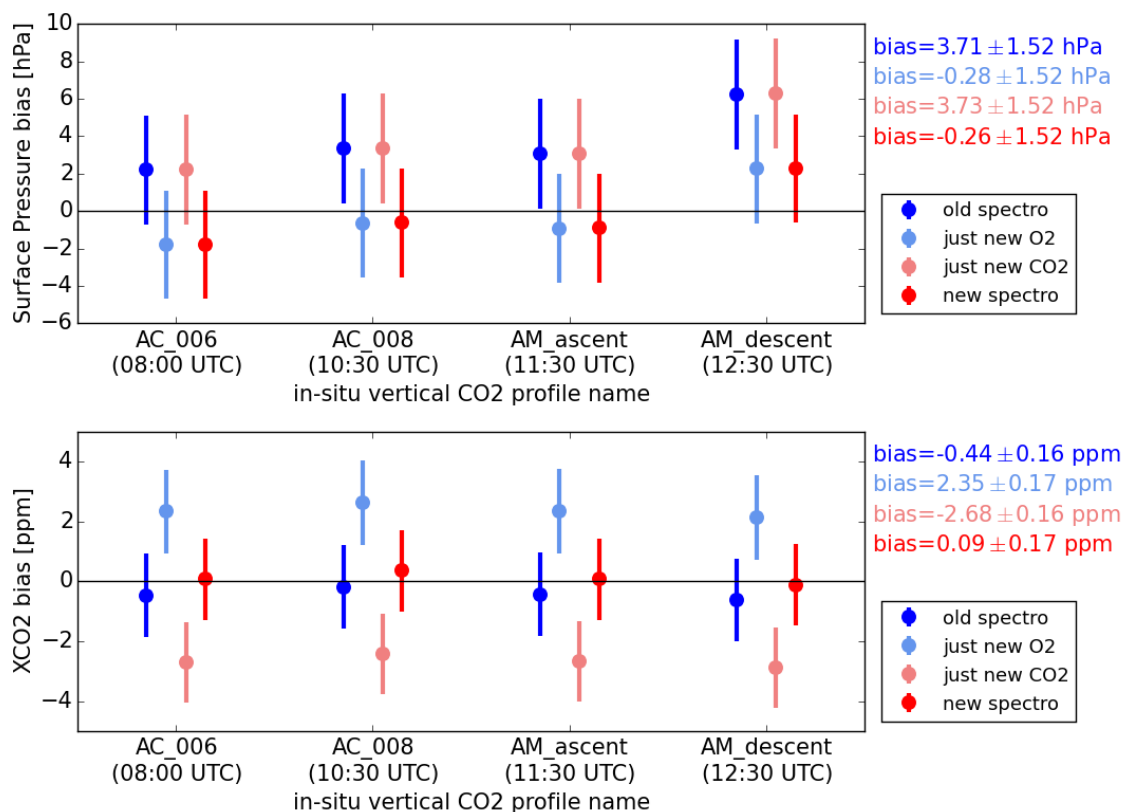 Surface Pressure bias [hPa]
10
8
6
4
2
0
−2
−4
−6
AC_006
(08:00 UTC)
AC_008
(10:30 UTC)
AM_ascent
(11:30 UTC)
AM_descent
(12:30 UTC)
in-situ vertical CO2 profile name
bias=3.71 ± 1.52 hPa
bias=-0.28 ± 1.52 hPa
bias=3.73 ± 1.52 hPa
bias=-0.26 ± 1.52 hPa
old spectro
just new O2
just new CO2
new spectro
XCO2 bias [ppm]
4
2
0
−2
−4
AC_006
(08:00 UTC)
AC_008
(10:30 UTC)
AM_ascent
(11:30 UTC)
AM_descent
(12:30 UTC)
in-situ vertical CO2 profile name
bias=-0.44 ± 0.16 ppm
bias=2.35 ± 0.17 ppm
bias=-2.68 ± 0.16 ppm
bias=0.09 ± 0.17 ppm
old spectro
just new O2
just new CO2
new spectro